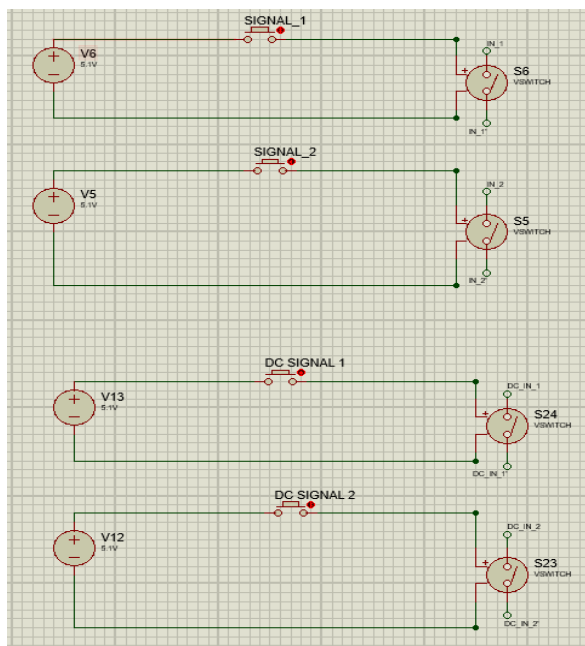 SIGNAL_1
V6
5.1V
IN_1
S6
VSWITCH
IN_1'
SIGNAL_2
V5
5.1V
IN_2
S5
VSWITCH
IN_2'
DC SIGNAL 1
V13
5.1V
DC_IN_1
S24
VSWITCH
DC_IN_1'
DC SIGNAL 2
V12
5.1V
DC_IN_2
S23
VSWITCH
DC_IN_2'